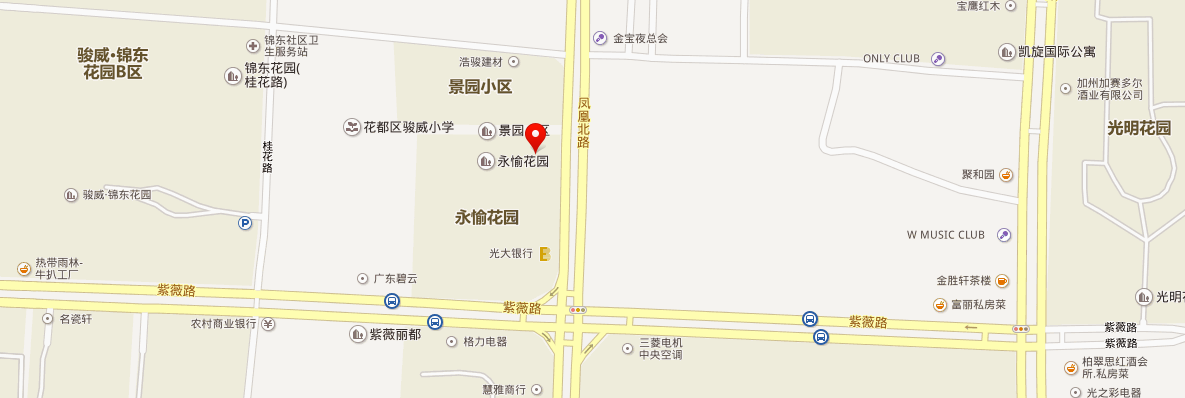 宝鹰红木
金宝夜总会
锦东社区卫
生服务站
骏威·锦东
花园B区
锦东花园(
桂花路)
浩骏建材
景园小区
ONLY CLUB
凯旋国际公寓
加州加赛多尔
酒业有限公司
光明花园
花都区骏威小学
景园
区
凤凰北路
永愉花园
桂花路
聚和园
骏威·锦东花园
P
永愉花园
W MUSIC CLUB
光大银行
热带雨林-
牛扒工厂
广东碧云
金胜轩茶楼
富丽私房菜
光明
紫薇路
紫薇路
紫薇路
紫薇路
紫薇路
名瓷轩
农村商业银行
紫薇丽都
格力电器
三菱电机
中央空调
柏翠思红酒会
所.私房菜
慧雅商行
光之彩电器